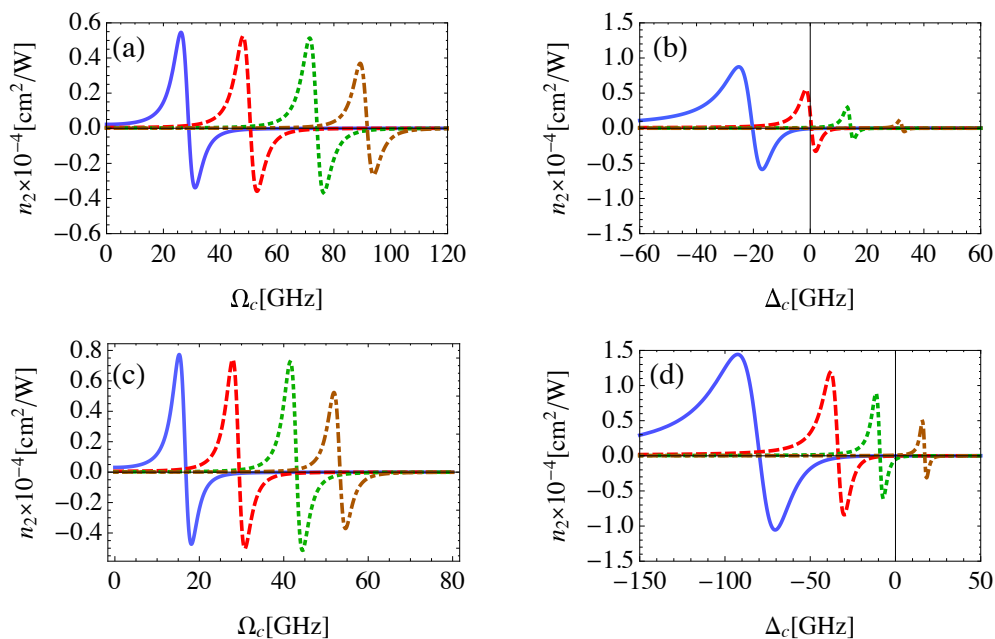 (a)
n₂×10⁻⁴[cm²/W]
0.6
0.4
0.2
0.0
−0.2
−0.4
−0.6
0 20 40 60 80 100 120
Ω_c[GHz]
(b)
n₂×10⁻⁴[cm²/W]
1.5
1.0
0.5
0.0
−0.5
−1.0
−1.5
−60 −40 −20 0 20 40 60
Δ_c[GHz]
(c)
n₂×10⁻⁴[cm²/W]
0.8
0.6
0.4
0.2
0.0
−0.2
−0.4
0 20 40 60 80
Ω_c[GHz]
(d)
n₂×10⁻⁴[cm²/W]
1.5
1.0
0.5
0.0
−0.5
−1.0
−1.5
−150 −100 −50 0 50
Δ_c[GHz]